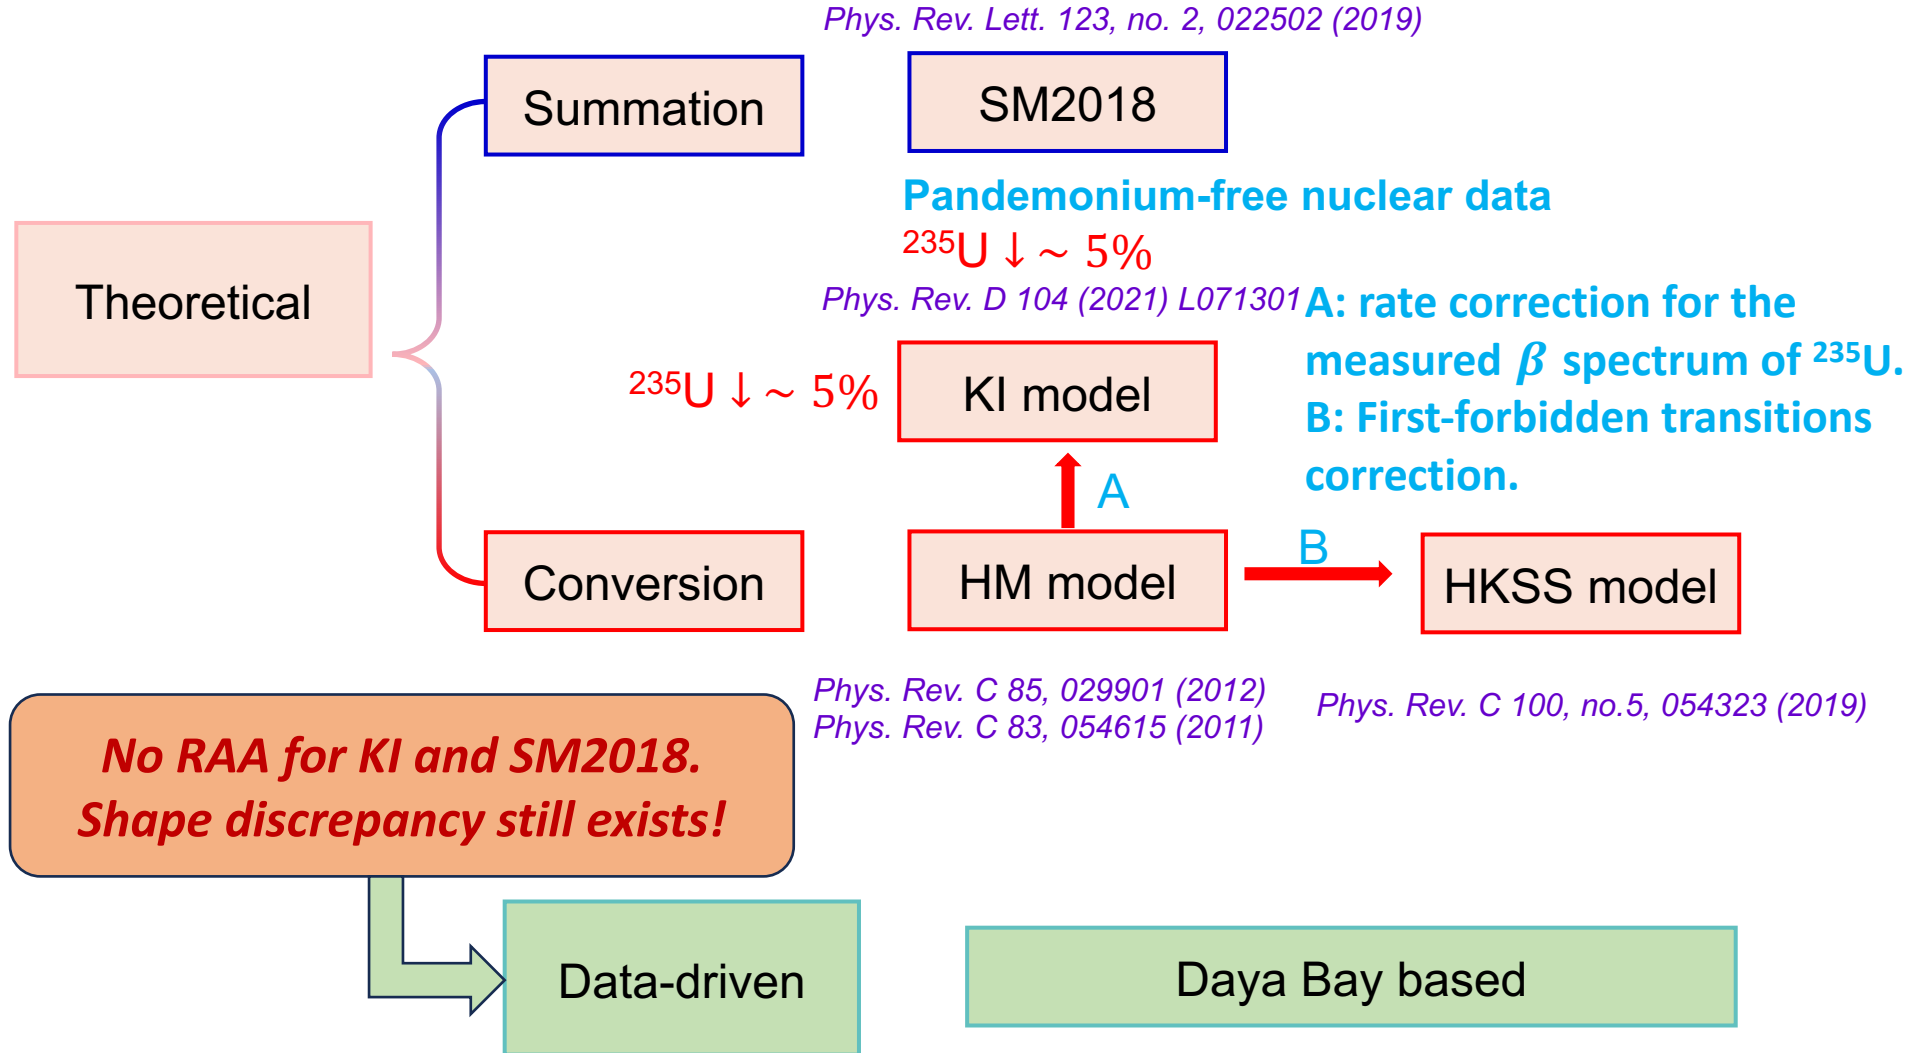 Phys. Rev. Lett. 123, no. 2, 022502 (2019)
Summation
SM2018
Pandemonium-free nuclear data
²³⁵U ↓ ~ 5%
Theoretical
Phys. Rev. D 104 (2021) L071301
A: rate correction for the
measured β spectrum of ²³⁵U.
B: First-forbidden transitions
correction.
²³⁵U ↓ ~ 5%
KI model
A
Conversion
HM model
B
HKSS model
Phys. Rev. C 85, 029901 (2012)
Phys. Rev. C 83, 054615 (2011)
Phys. Rev. C 100, no.5, 054323 (2019)
No RAA for KI and SM2018.
Shape discrepancy still exists!
Data-driven
Daya Bay based